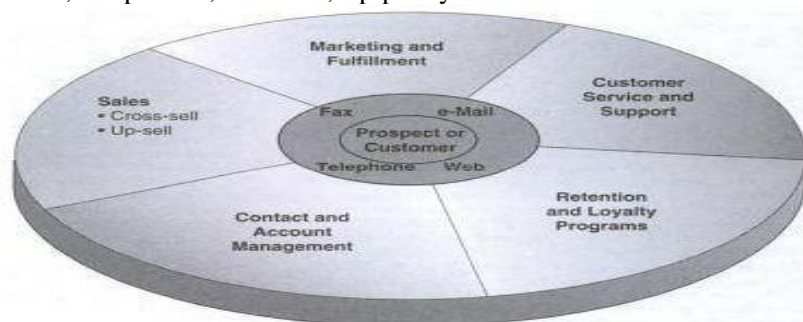 Marketing and
Fulfillment
Customer
Service and
Support
Sales
• Cross-sell
• Up-sell
Fax
e-Mail
Prospect or
Customer
Telephone
Web
Retention
and Loyalty
Programs
Contact and
Account
Management